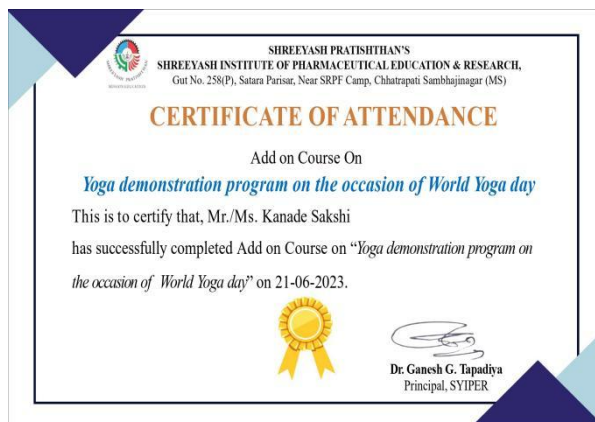 SHREEYASH PRATISHTHAN'S
SHREEYASH INSTITUTE OF PHARMACEUTICAL EDUCATION & RESEARCH,
Gut No. 258(P), Satara Parisar, Near SRPF Camp, Chhatrapati Sambhajinagar (MS)
CERTIFICATE OF ATTENDANCE
Add on Course On
Yoga demonstration program on the occasion of World Yoga day
This is to certify that, Mr./Ms. Kanade Sakshi
has successfully completed Add on Course on “Yoga demonstration program on
the occasion of World Yoga day” on 21-06-2023.
Dr. Ganesh G. Tapadiya
Principal, SYIPER